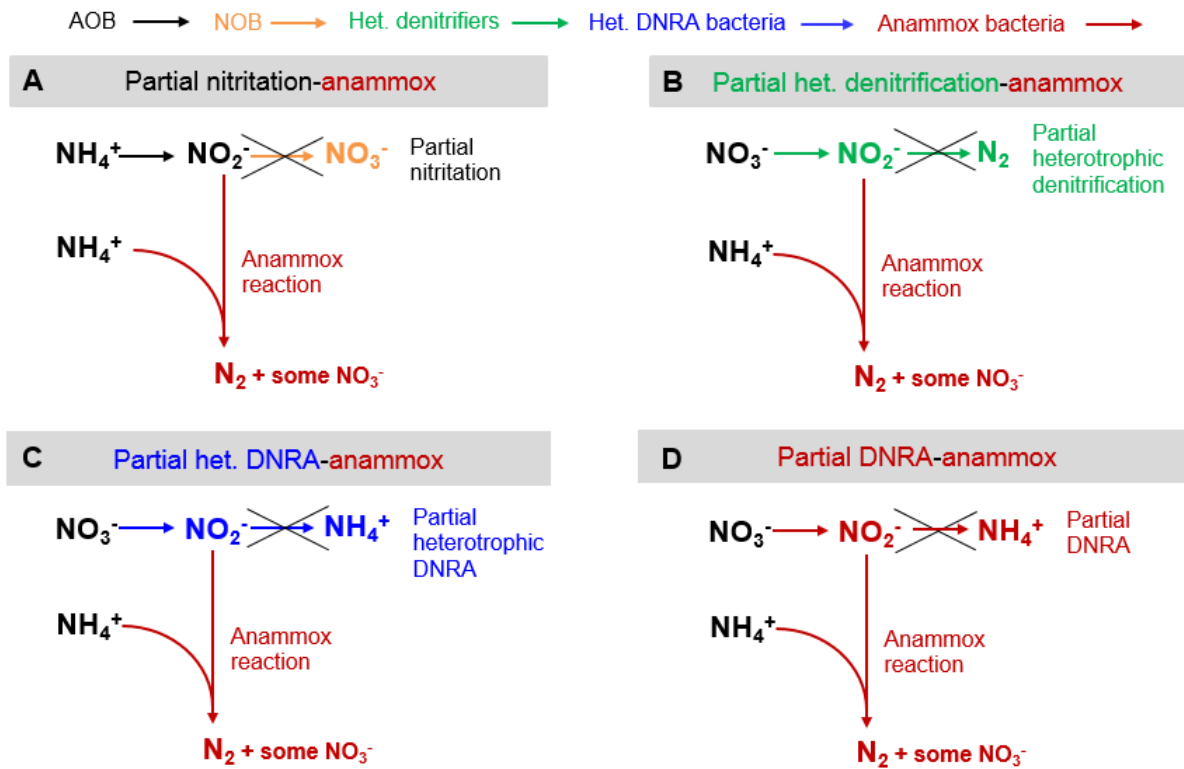 AOB NOB Het. denitrifiers Het. DNRA bacteria Anammox bacteria
A Partial nitritation-anammox
NH₄⁺ NO₂⁻ NO₃⁻ Partial
nitritation
NH₄⁺
Anammox
reaction
N₂ + some NO₃⁻
B Partial het. denitrification-anammox
NO₃⁻ NO₂⁻ N₂ Partial
heterotrophic
denitrification
NH₄⁺
Anammox
reaction
N₂ + some NO₃⁻
C Partial het. DNRA-anammox
NO₃⁻ NO₂⁻ NH₄⁺ Partial
heterotrophic
DNRA
NH₄⁺
Anammox
reaction
N₂ + some NO₃⁻
D Partial DNRA-anammox
NO₃⁻ NO₂⁻ NH₄⁺ Partial
DNRA
NH₄⁺
Anammox
reaction
N₂ + some NO₃⁻